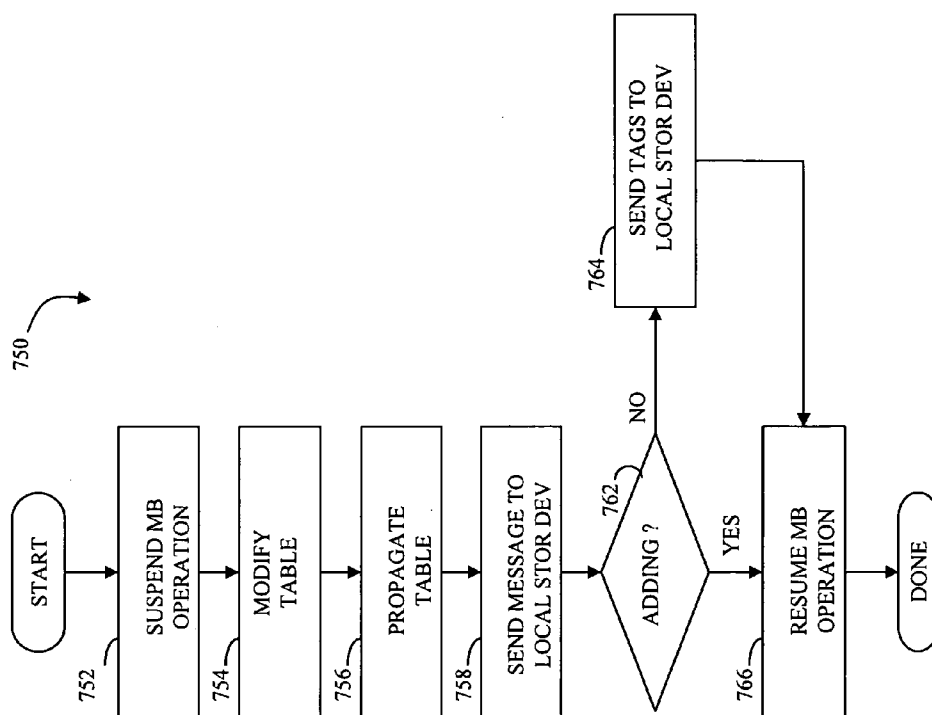 750
START
752
SUSPEND MB
OPERATION
754
MODIFY
TABLE
756
PROPAGATE
TABLE
758
SEND MESSAGE TO
LOCAL STOR DEV
762
ADDING ?
NO
764
SEND TAGS TO
LOCAL STOR DEV
YES
766
RESUME MB
OPERATION
DONE